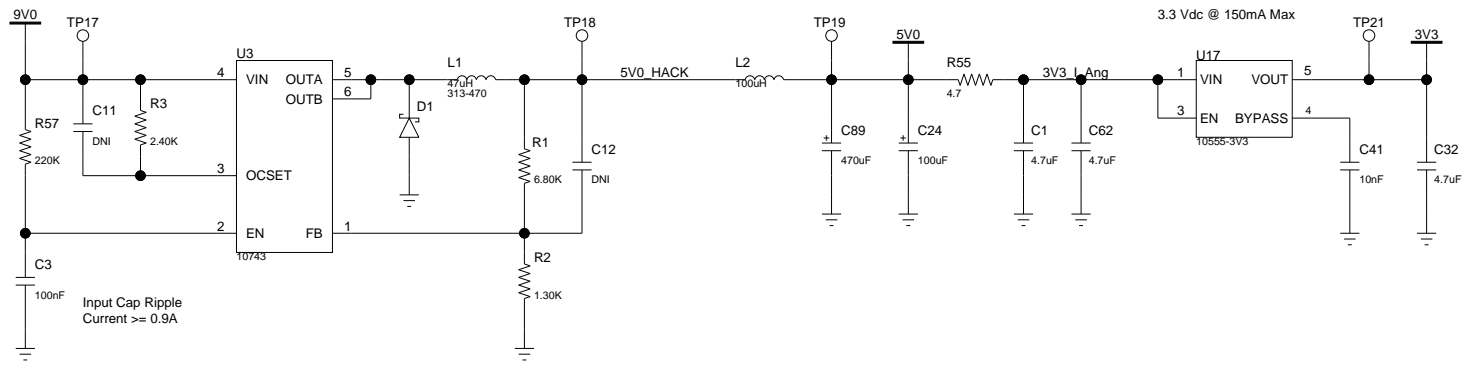 9V0
TP17
U3
4
VIN
OUTA
5
OUTB
6
L1
47uH
313-470
D1
C11
DNI
R3
2.40K
R57
220K
3
OCSET
2
EN
FB
1
10743
C3
100nF
Input Cap Ripple
Current >= 0.9A
TP18
5V0_HACK
R1
6.80K
C12
DNI
R2
1.30K
L2
100uH
TP19
5V0
R55
4.7
3V3_I_Ang
C89
470uF
C24
100uF
C1
4.7uF
C62
4.7uF
3.3 Vdc @ 150mA Max
U17
1
VIN
VOUT
5
3
EN
BYPASS
4
10555-3V3
TP21
3V3
C41
10nF
C32
4.7uF